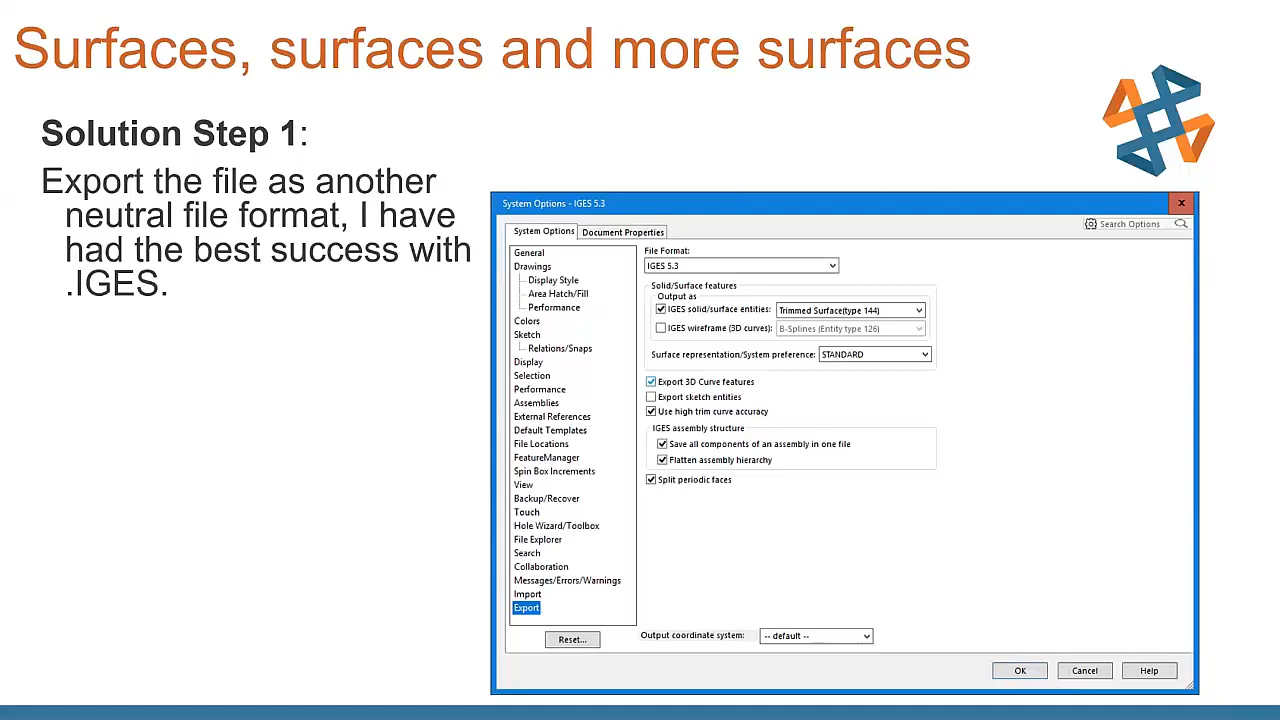 Surfaces, surfaces and more surfaces
Solution Step 1:
Export the file as another
neutral file format, I have
had the best success with
.IGES.
System Options - IGES 5.3
x
System Options
Document Properties
Search Options
General
Drawings
Display Style
Area Hatch/Fill
Performance
Colors
Sketch
Relations/Snaps
Display
Selection
Performance
Assemblies
External References
Default Templates
File Locations
FeatureManager
Spin Box Increments
View
Backup/Recover
Touch
Hole Wizard/Toolbox
File Explorer
Search
Collaboration
Messages/Errors/Warnings
Import
Export
Reset...
File Format:
IGES 5.3
Solid/Surface features
Output as
IGES solid/surface entities: Trimmed Surface(type 144)
IGES wireframe (3D curves): B-Splines (Entity type 126)
Surface representation/System preference: STANDARD
Export 3D Curve features
Export sketch entities
Use high trim curve accuracy
IGES assembly structure
Save all components of an assembly in one file
Flatten assembly hierarchy
Split periodic faces
Output coordinate system: -- default --
OK
Cancel
Help